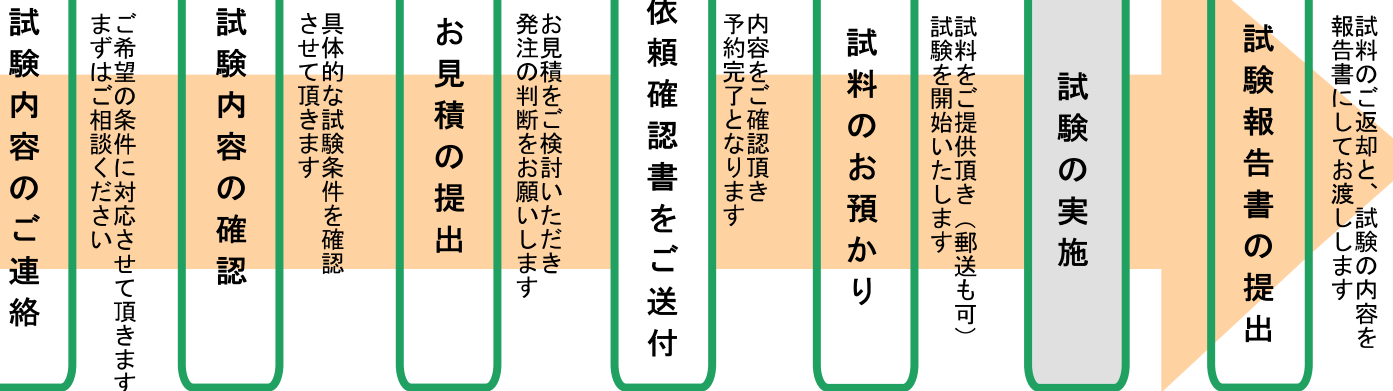 試験内容のご連絡
ご希望の条件に対応させて頂きます
まずはご相談ください
試験内容の確認
具体的な試験条件を確認
させて頂きます
お見積の提出
お見積をご検討いただき
発注の判断をお願いします
依頼確認書をご送付
内容をご確認頂き
予約完了となります
試料のお預かり
試料をご提供頂き（郵送も可）
試験を開始いたします
試験の実施
試験報告書の提出
試料のご返却と、試験の内容を
報告書にしてお渡しします